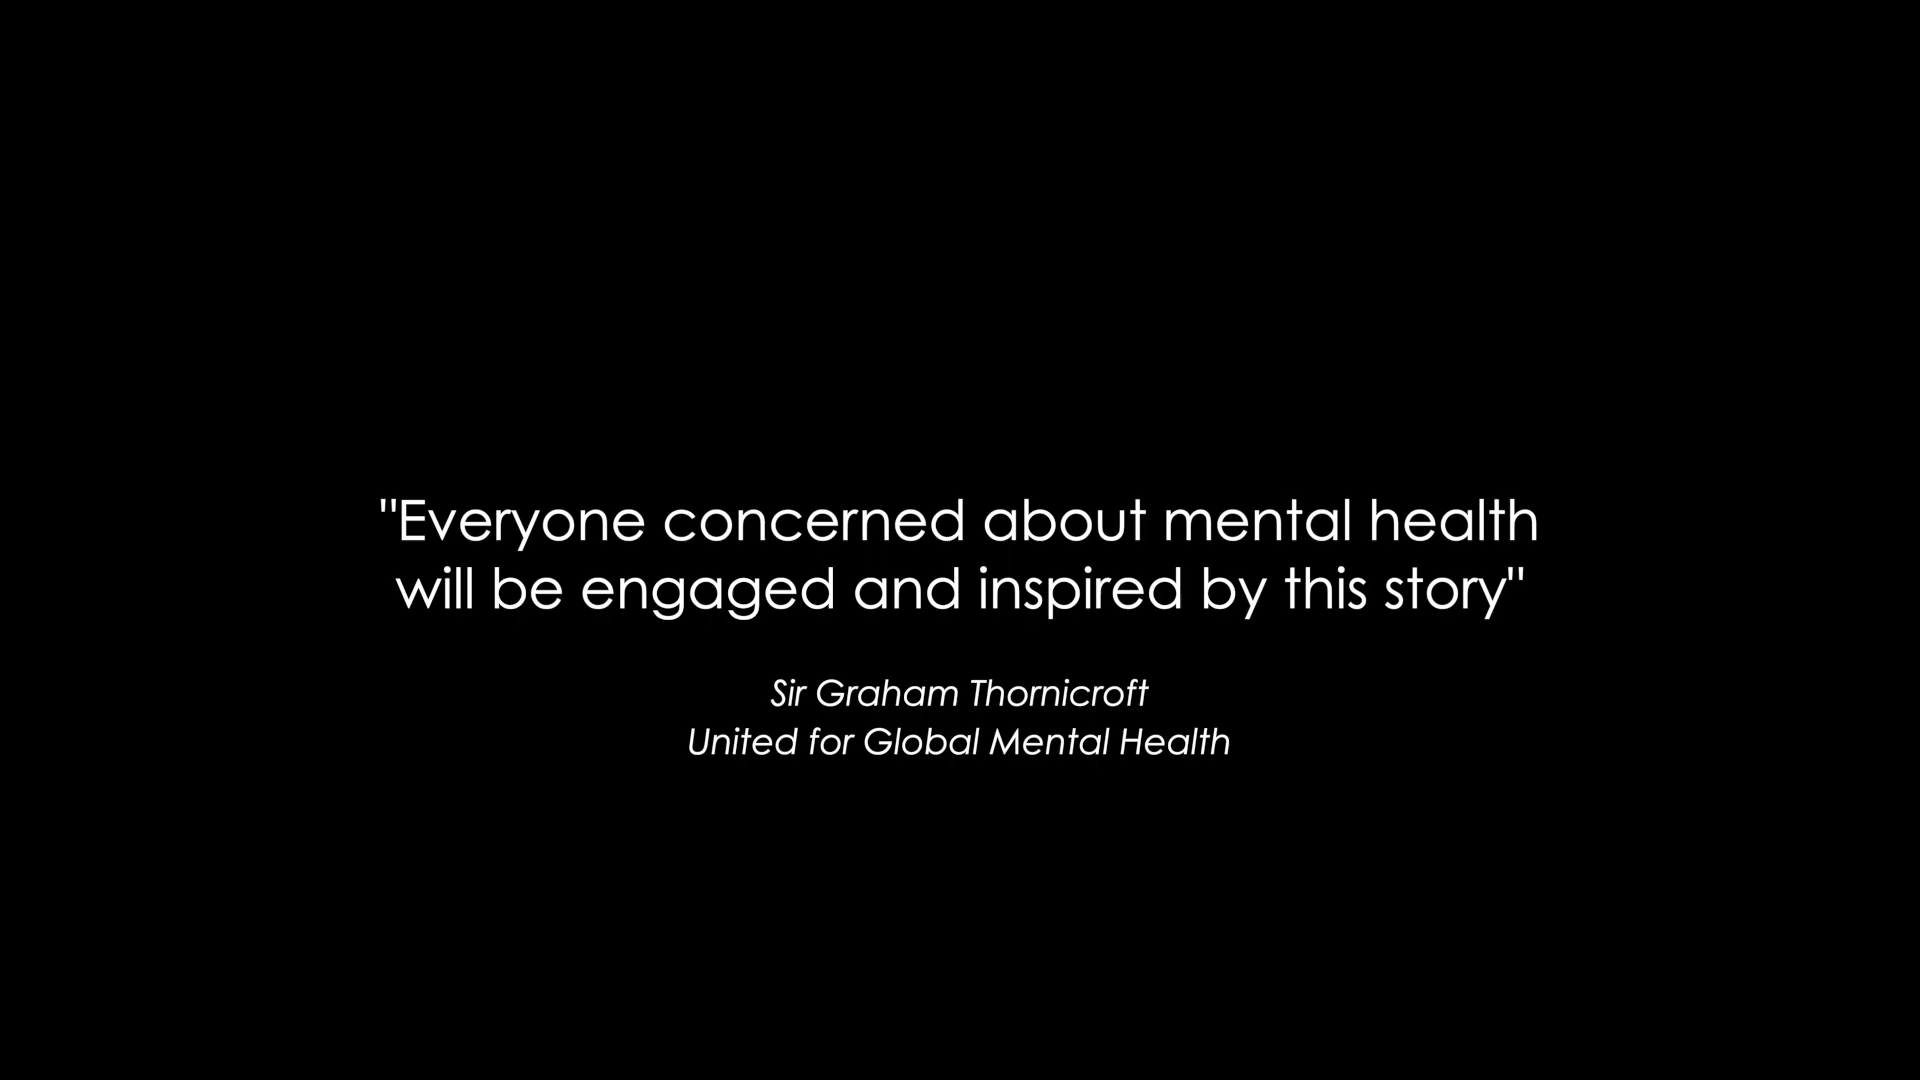 "Everyone concerned about mental health
will be engaged and inspired by this story"
Sir Graham Thornicroft
United for Global Mental Health